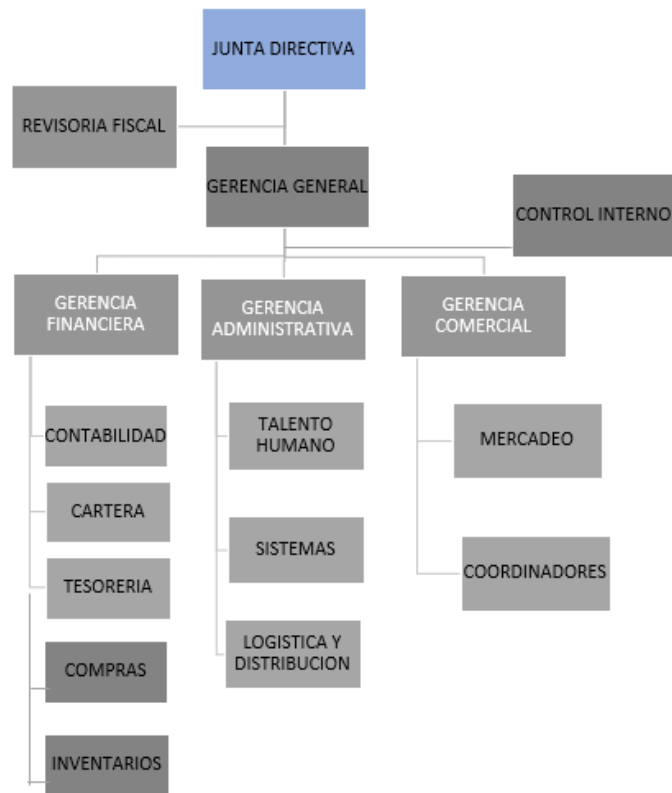 JUNTA DIRECTIVA
REVISORIA FISCAL
GERENCIA GENERAL
CONTROL INTERNO
GERENCIA
FINANCIERA
GERENCIA
ADMINISTRATIVA
GERENCIA
COMERCIAL
CONTABILIDAD
CARTERA
TESORERIA
COMPRAS
INVENTARIOS
TALENTO
HUMANO
SISTEMAS
LOGISTICA Y
DISTRIBUCION
MERCADEO
COORDINADORES